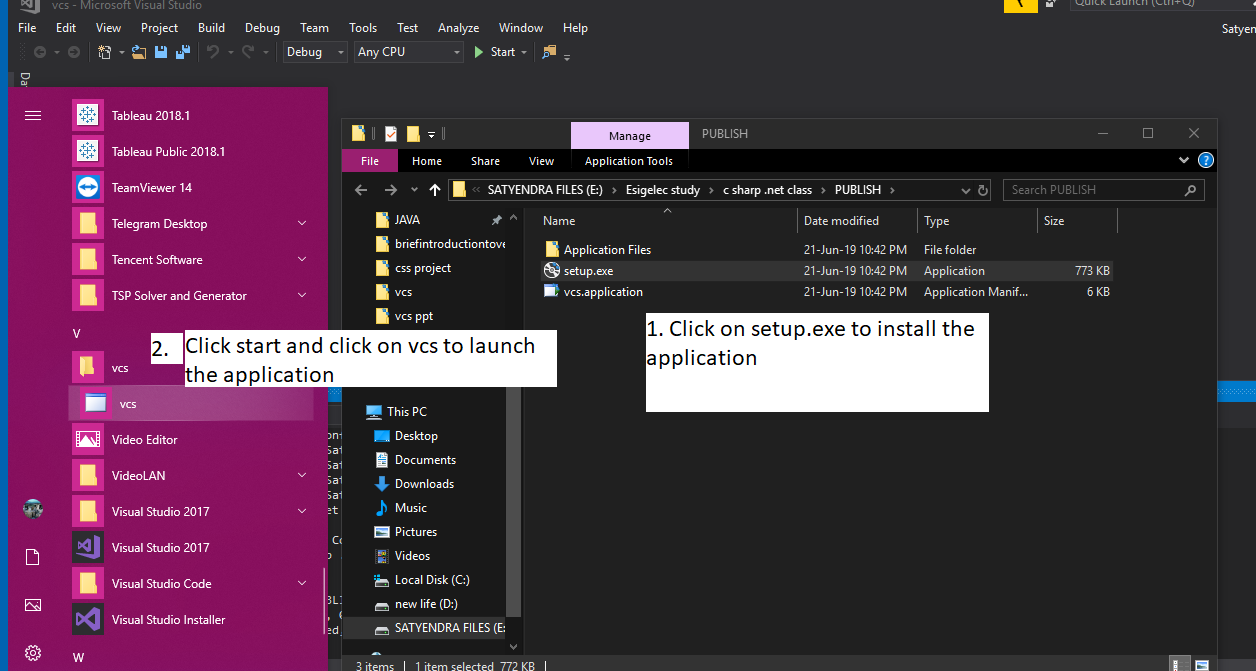 vcs - Microsoft Visual Studio
Quick Launch (Ctrl+Q)
File Edit View Project Build Debug Team Tools Test Analyze Window Help
Satyen
Debug Any CPU Start
Da
Tableau 2018.1
Tableau Public 2018.1
TeamViewer 14
Telegram Desktop
Tencent Software
TSP Solver and Generator
V
vcs
vcs
Video Editor
VideoLAN
Visual Studio 2017
Visual Studio 2017
Visual Studio Code
Visual Studio Installer
W
2. Click start and click on vcs to launch
the application
Manage PUBLISH
File Home Share View Application Tools
SATYENDRA FILES (E:) > Esigelec study > c sharp .net class > PUBLISH >
Search PUBLISH
JAVA
briefintroductiontove
css project
vcs
vcs ppt
This PC
Desktop
Documents
Downloads
Music
Pictures
Videos
Local Disk (C:)
new life (D:)
SATYENDRA FILES (E:
Name Date modified Type Size
Application Files 21-Jun-19 10:42 PM File folder
setup.exe 21-Jun-19 10:42 PM Application 773 KB
vcs.application 21-Jun-19 10:42 PM Application Manif... 6 KB
1. Click on setup.exe to install the
application
3 items 1 item selected 772 KB